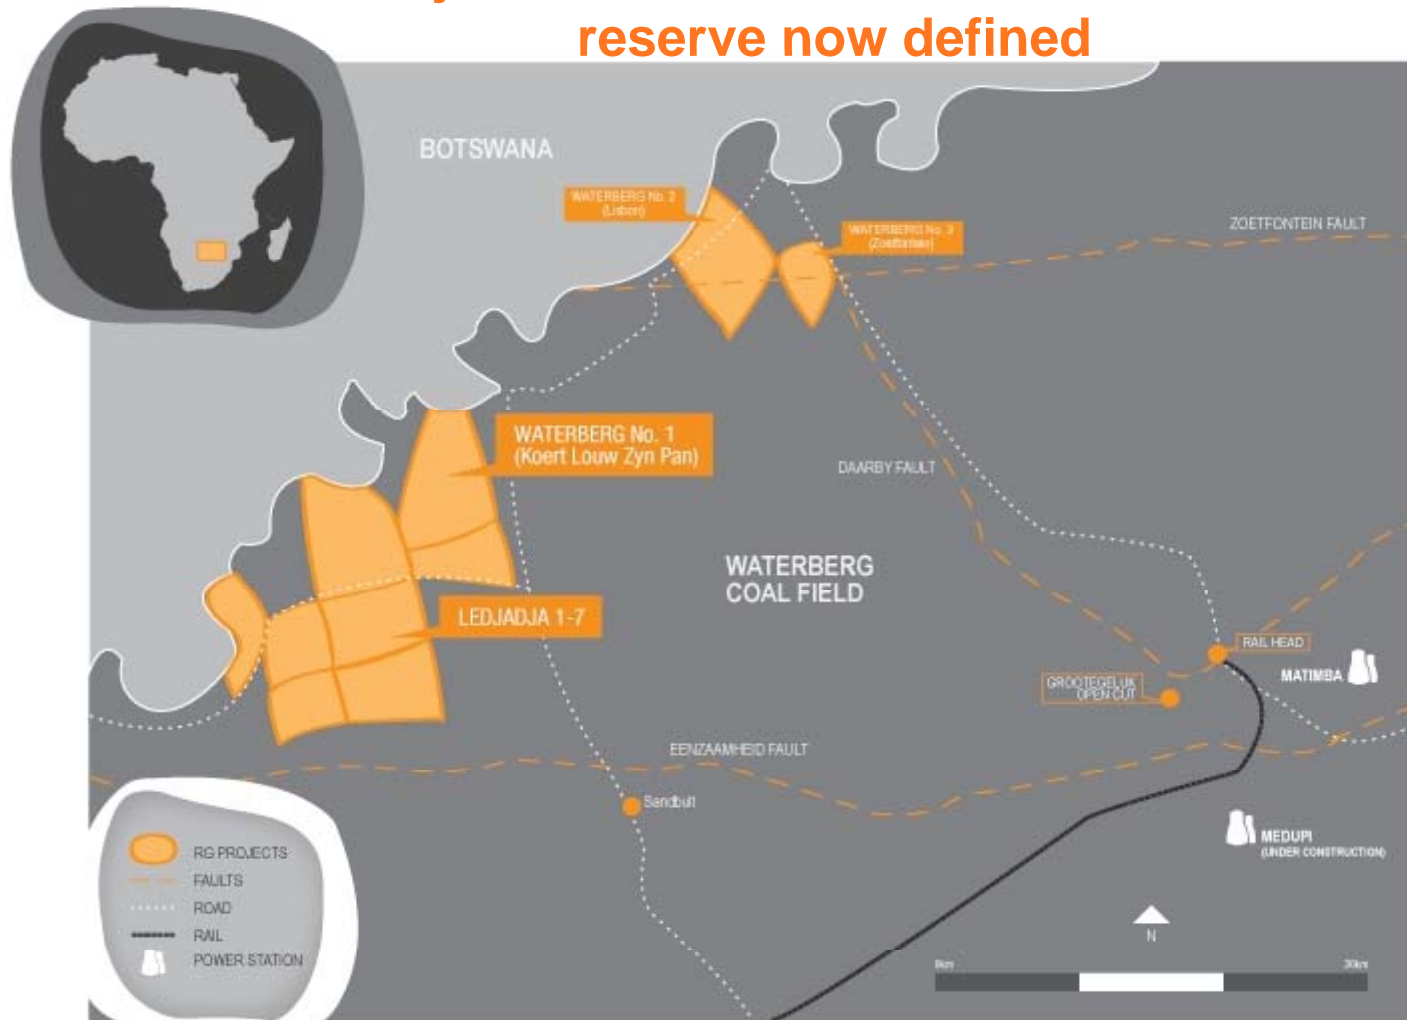 reserve now defined
BOTSWANA
WATERBERG No. 2
(Lisbon)
WATERBERG No. 3
(Zoetfontein)
ZOETFONTEIN FAULT
WATERBERG No. 1
(Koert Louw Zyn Pan)
DAARBY FAULT
WATERBERG
COAL FIELD
LEDJADJA 1-7
RAIL HEAD
MATIMBA
GROOTEGELUK
OPEN CUT
EENZAAMHEID FAULT
Sandbult
MEDUPI
(UNDER CONSTRUCTION)
RG PROJECTS
FAULTS
ROAD
RAIL
POWER STATION
N
0km
30km